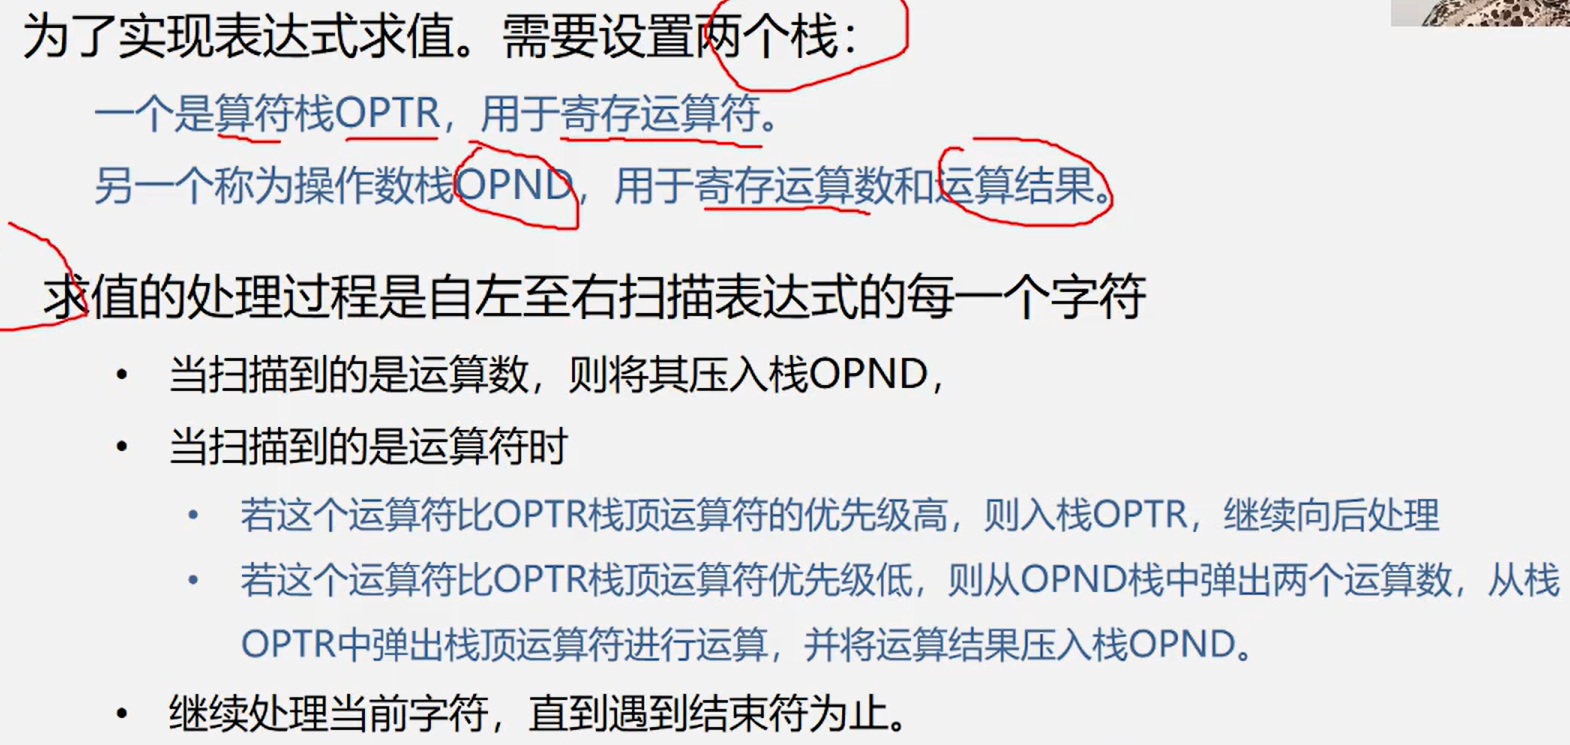 为了实现表达式求值。需要设置两个栈：
一个是算符栈OPTR，用于寄存运算符。
另一个称为操作数栈OPND，用于寄存运算数和运算结果。
求值的处理过程是自左至右扫描表达式的每一个字符
• 当扫描到的是运算数，则将其压入栈OPND，
• 当扫描到的是运算符时
• 若这个运算符比OPTR栈顶运算符的优先级高，则入栈OPTR，继续向后处理
• 若这个运算符比OPTR栈顶运算符优先级低，则从OPND栈中弹出两个运算数，从栈
OPTR中弹出栈顶运算符进行运算，并将运算结果压入栈OPND。
• 继续处理当前字符，直到遇到结束符为止。